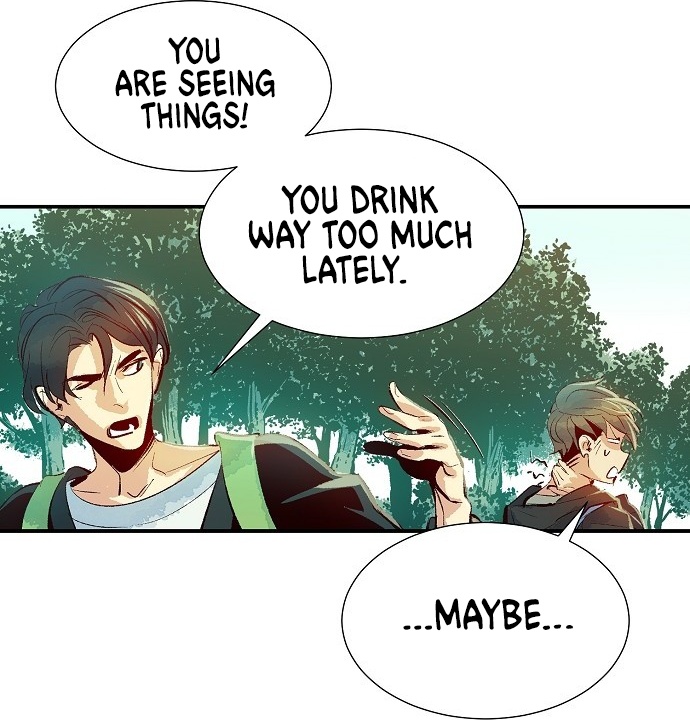 YOU
ARE SEEING
THINGS!
YOU DRINK
WAY TOO MUCH
LATELY.
...MAYBE...